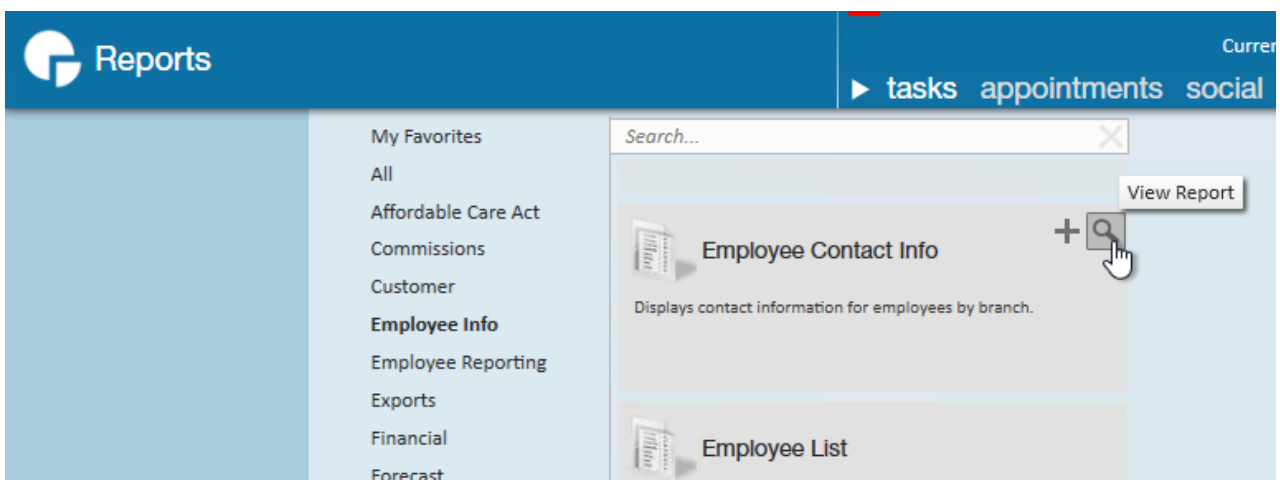 Reports
tasks appointments social
My Favorites
All
Affordable Care Act
Commissions
Customer
Employee Info
Employee Reporting
Exports
Financial
Forecast
Search...
View Report
Employee Contact Info
Displays contact information for employees by branch.
Employee List